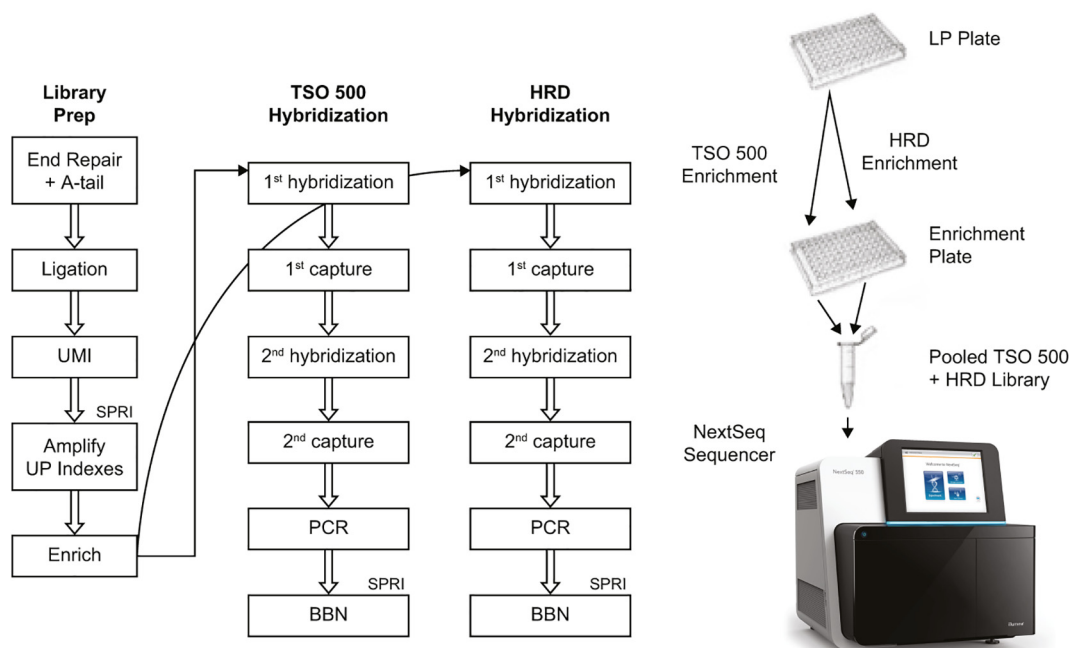 Library
Prep
End Repair
+ A-tail
Ligation
UMI
SPRI
Amplify
UP Indexes
Enrich
TSO 500
Hybridization
1st hybridization
1st capture
2nd hybridization
2nd capture
PCR
SPRI
BBN
HRD
Hybridization
1st hybridization
1st capture
2nd hybridization
2nd capture
PCR
SPRI
BBN
LP Plate
TSO 500
Enrichment
HRD
Enrichment
Enrichment
Plate
Pooled TSO 500
+ HRD Library
NextSeq
Sequencer